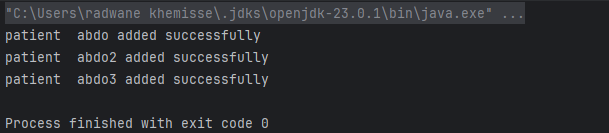 "C:\Users\radwane khemisse\.jdks\openjdk-23.0.1\bin\java.exe" ...
patient  abdo added successfully
patient  abdo2 added successfully
patient  abdo3 added successfully
Process finished with exit code 0